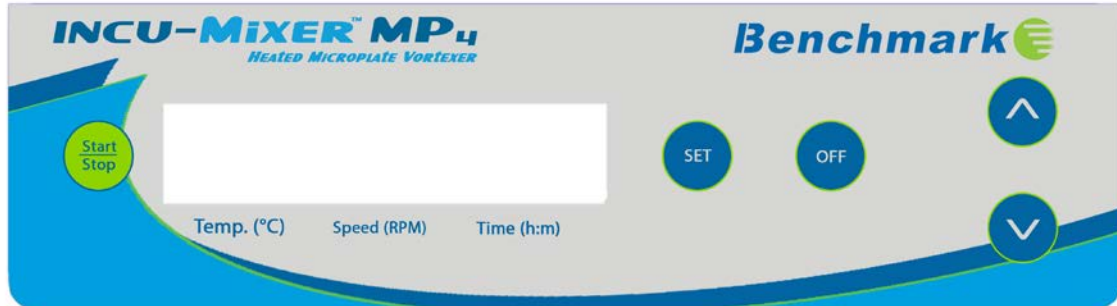 INCU-MIXER™ MP4
HEATED MICROPLATE VORTEXER
Benchmark
Start
Stop
SET
OFF
Temp. (°C)
Speed (RPM)
Time (h:m)